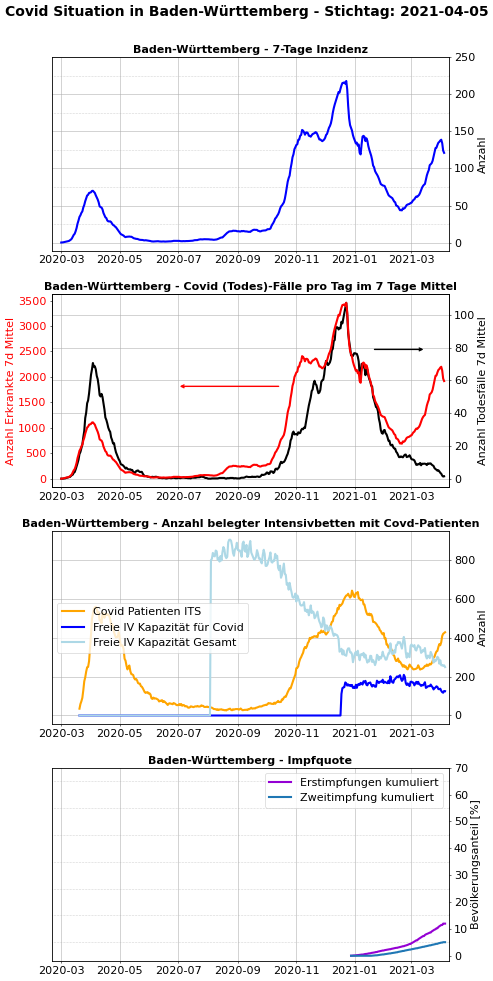 Covid Situation in Baden-Württemberg - Stichtag: 2021-04-05
Baden-Württemberg - 7-Tage Inzidenz
250
200
150
100
50
0
Anzahl
2020-03 2020-05 2020-07 2020-09 2020-11 2021-01 2021-03
Baden-Württemberg - Covid (Todes)-Fälle pro Tag im 7 Tage Mittel
Anzahl Erkrankte 7d Mittel
3500
3000
2500
2000
1500
1000
500
0
100
80
60
40
20
0
Anzahl Todesfälle 7d Mittel
2020-03 2020-05 2020-07 2020-09 2020-11 2021-01 2021-03
Baden-Württemberg - Anzahl belegter Intensivbetten mit Covd-Patienten
Covid Patienten ITS
Freie IV Kapazität für Covid
Freie IV Kapazität Gesamt
800
600
400
200
0
Anzahl
2020-03 2020-05 2020-07 2020-09 2020-11 2021-01 2021-03
Baden-Württemberg - Impfquote
Erstimpfungen kumuliert
Zweitimpfung kumuliert
70
60
50
40
30
20
10
0
Bevölkerungsanteil [%]
2020-03 2020-05 2020-07 2020-09 2020-11 2021-01 2021-03